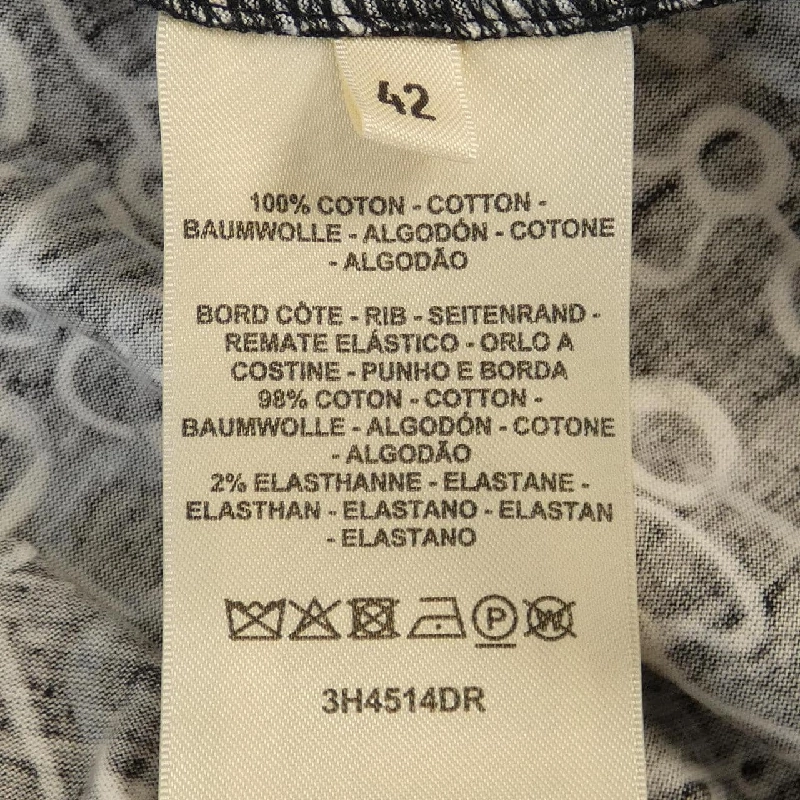 42
100% COTON - COTTON -
BAUMWOLLE - ALGODÓN - COTONE
- ALGODÃO
BORD CÔTE - RIB - SEITENRAND -
REMATE ELÁSTICO - ORLO A
COSTINE - PUNHO E BORDA
98% COTON - COTTON -
BAUMWOLLE - ALGODÓN - COTONE
- ALGODÃO
2% ELASTHANNE - ELASTANE -
ELASTHAN - ELASTANO - ELASTAN
- ELASTANO
P W
3H4514DR